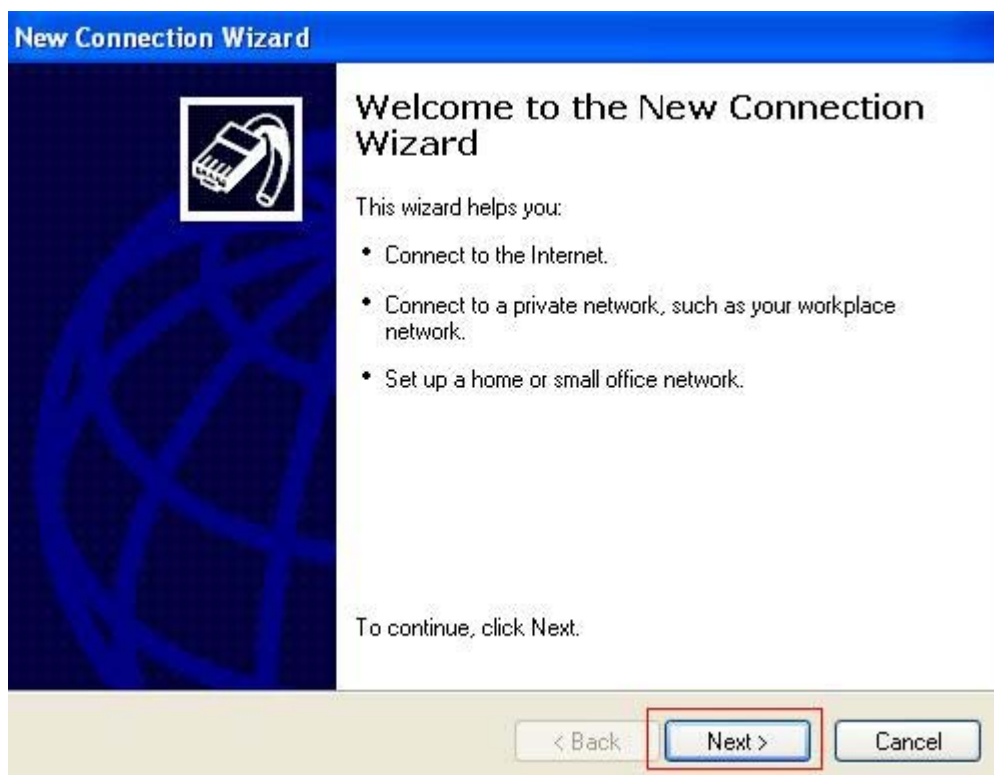 New Connection Wizard
Welcome to the New Connection
Wizard
This wizard helps you:
• Connect to the Internet.
• Connect to a private network, such as your workplace
network.
• Set up a home or small office network.
To continue, click Next.
< Back Next > Cancel